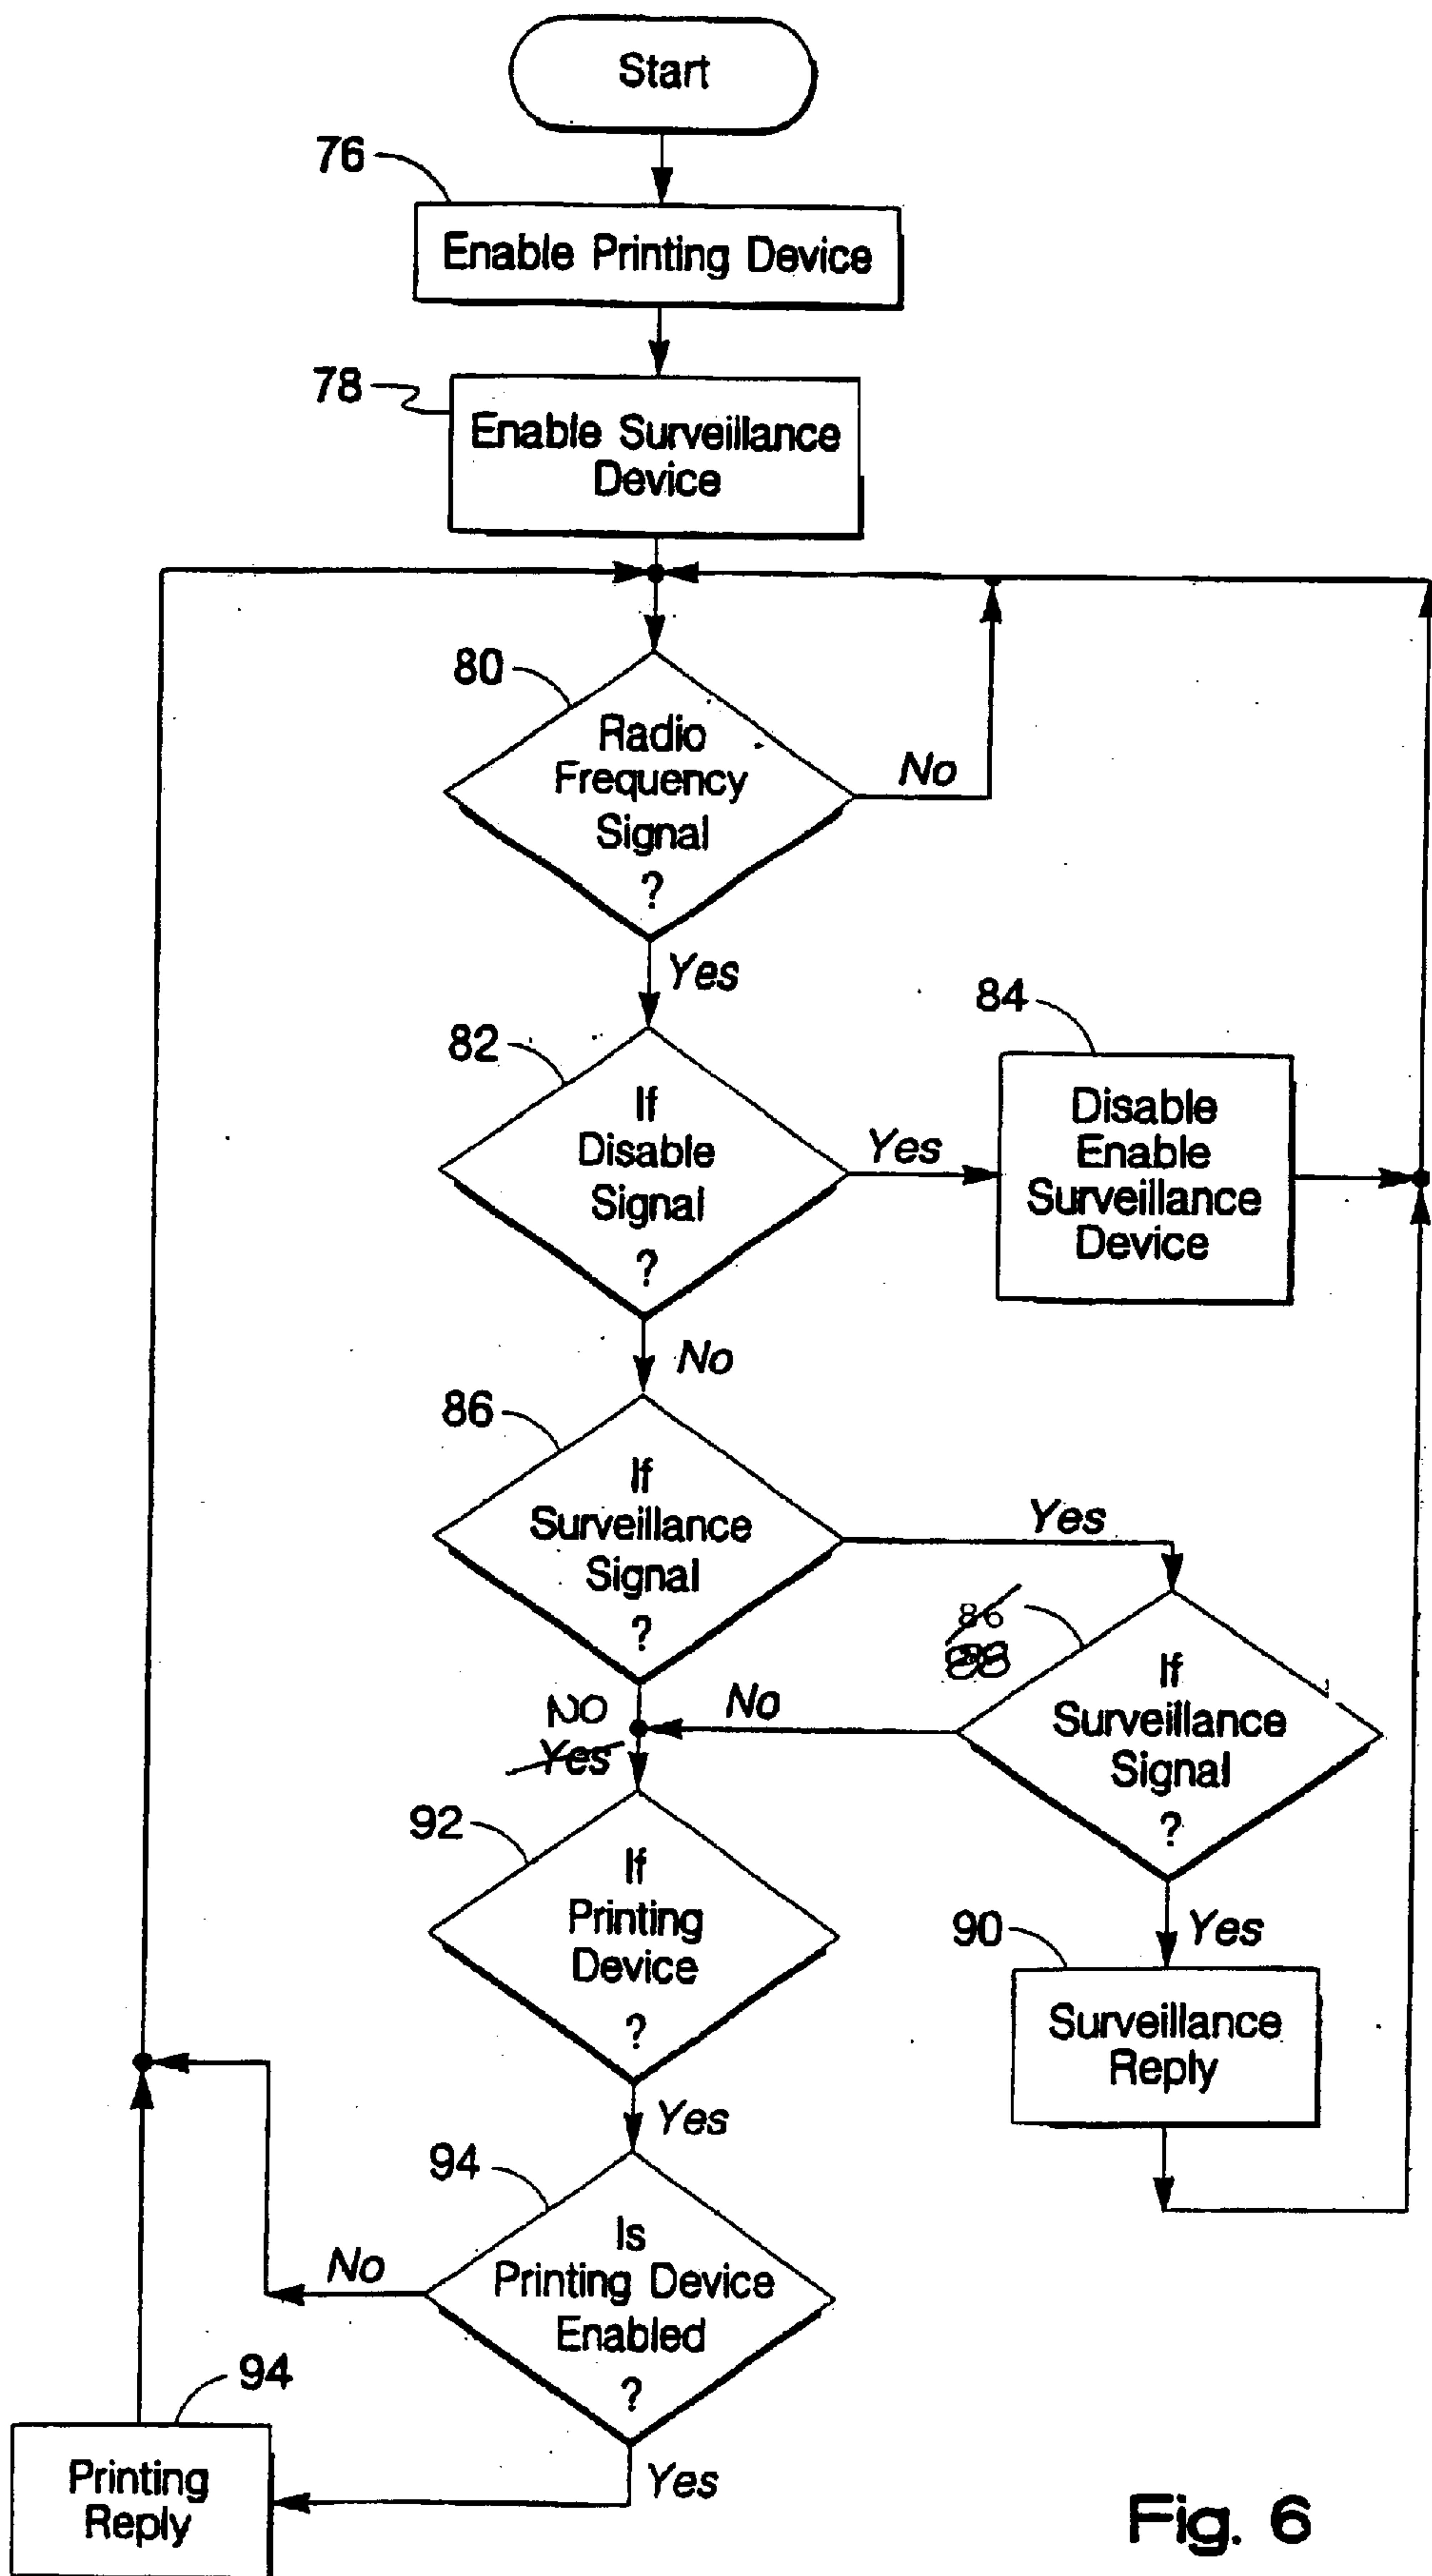 Start
76
Enable Printing Device
78
Enable Surveillance
Device
80
Radio
Frequency
Signal
?
No
Yes
82
If
Disable
Signal
?
Yes
84
Disable
Enable
Surveillance
Device
No
86
If
Surveillance
Signal
?
Yes
86
88
If
Surveillance
Signal
?
No
No
Yes
92
If
Printing
Device
?
Yes
90
Surveillance
Reply
Yes
94
Is
Printing Device
Enabled
?
No
94
Printing
Reply
Yes
Fig. 6